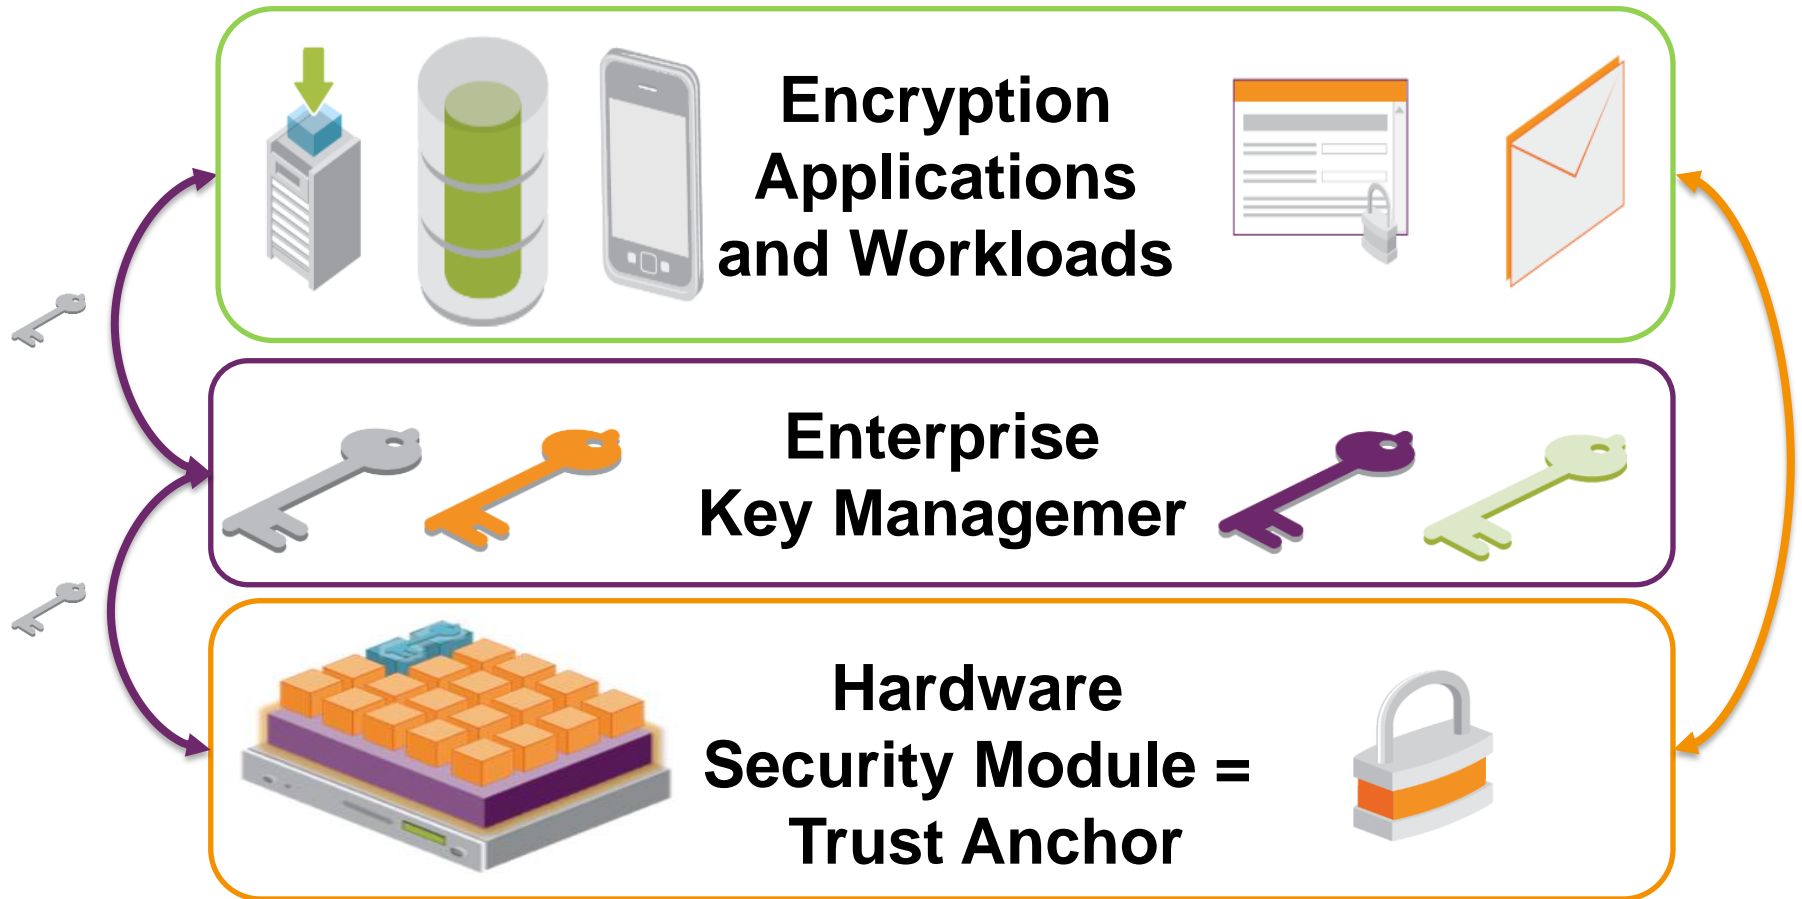 Encryption
Applications
and Workloads
Enterprise
Key Managemer
Hardware
Security Module =
Trust Anchor